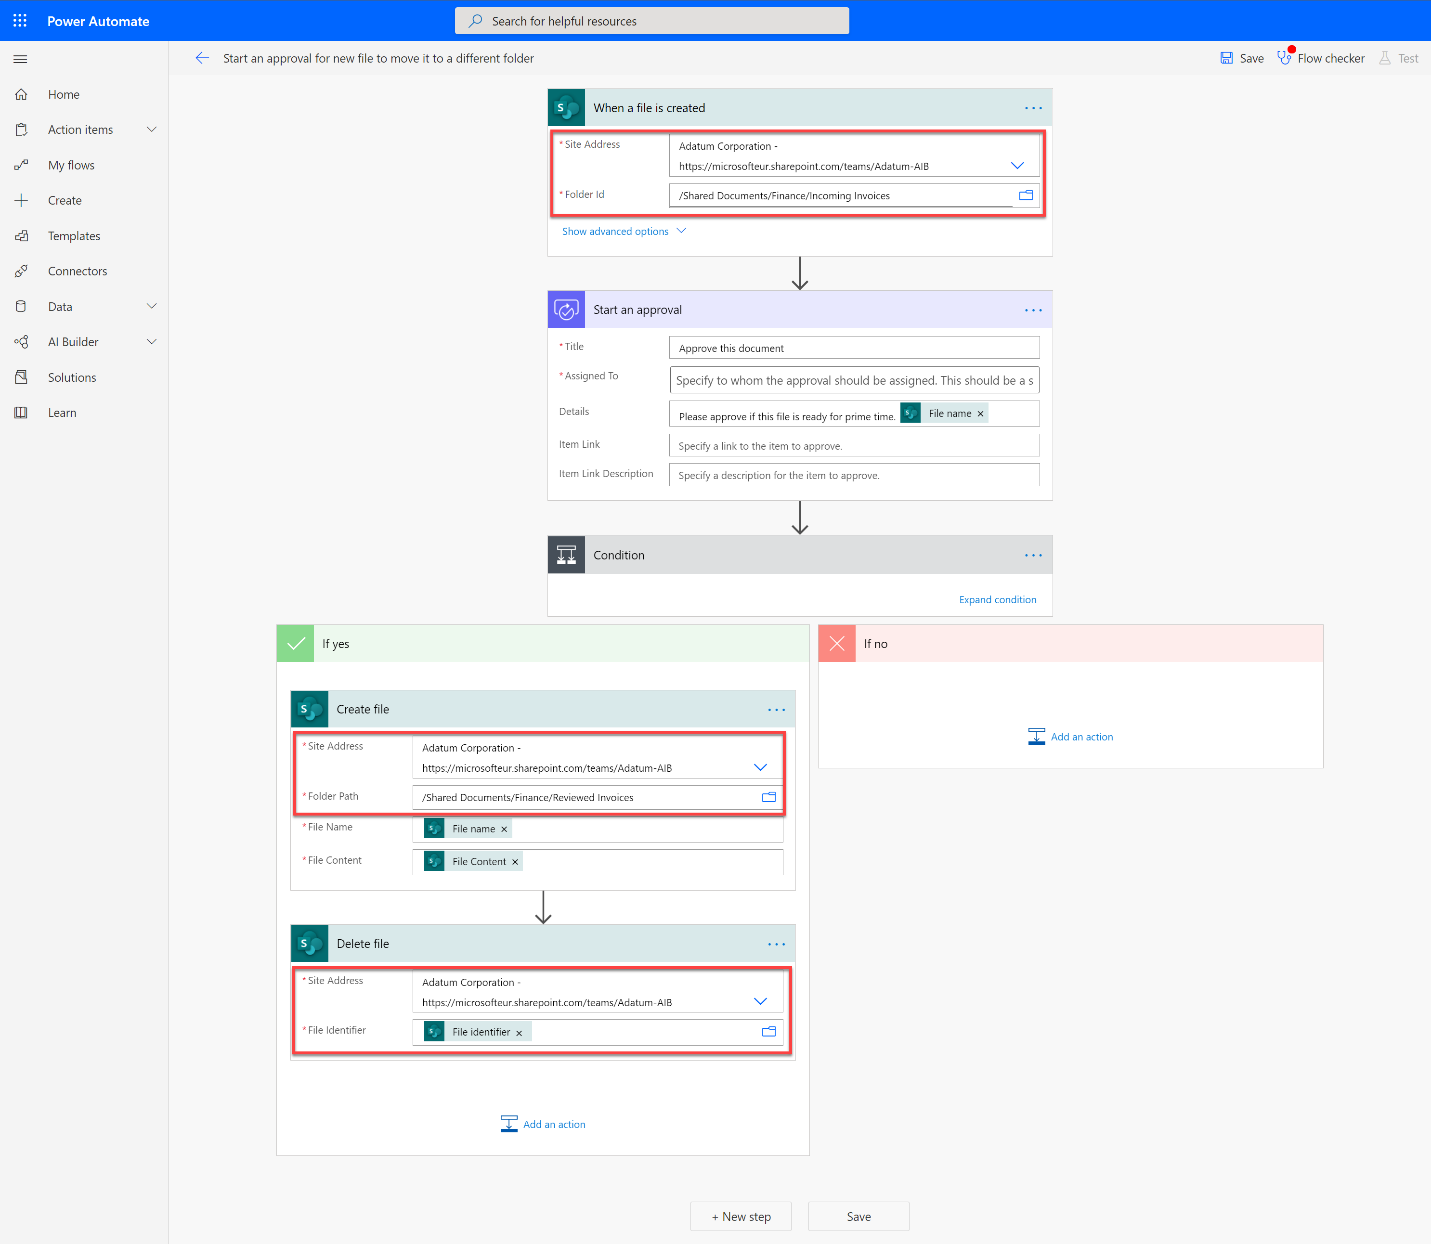 Power Automate
Search for helpful resources
Start an approval for new file to move it to a different folder
Save
Flow checker
Test
Home
Action items
My flows
Create
Templates
Connectors
Data
AI Builder
Solutions
Learn
S
When a file is created
* Site Address
Adatum Corporation -
https://microsofteur.sharepoint.com/teams/Adatum-AIB
* Folder Id
/Shared Documents/Finance/Incoming Invoices
Show advanced options
Start an approval
* Title
Approve this document
* Assigned To
Specify to whom the approval should be assigned. This should be a s
Details
Please approve if this file is ready for prime time.
S
File name ×
Item Link
Specify a link to the item to approve.
Item Link Description
Specify a description for the item to approve.
Condition
Expand condition
If yes
S
Create file
* Site Address
Adatum Corporation -
https://microsofteur.sharepoint.com/teams/Adatum-AIB
* Folder Path
/Shared Documents/Finance/Reviewed Invoices
* File Name
S
File name ×
* File Content
S
File Content ×
S
Delete file
* Site Address
Adatum Corporation -
https://microsofteur.sharepoint.com/teams/Adatum-AIB
* File Identifier
S
File identifier ×
Add an action
If no
Add an action
+ New step
Save